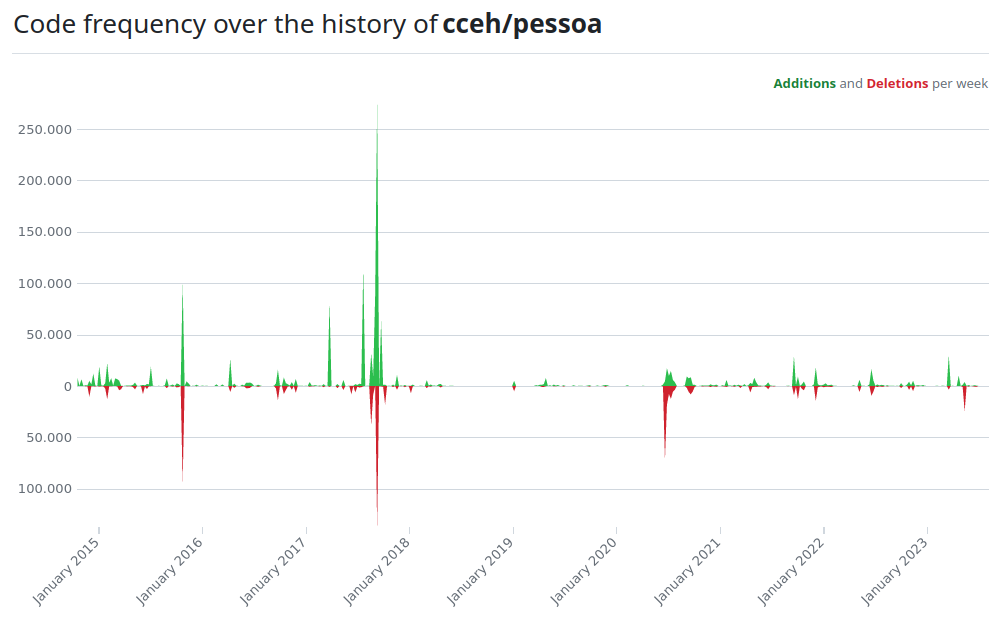 Code frequency over the history of cceh/pessoa
Additions and Deletions per week
250.000
200.000
150.000
100.000
50.000
0
50.000
100.000
January 2015
January 2016
January 2017
January 2018
January 2019
January 2020
January 2021
January 2022
January 2023